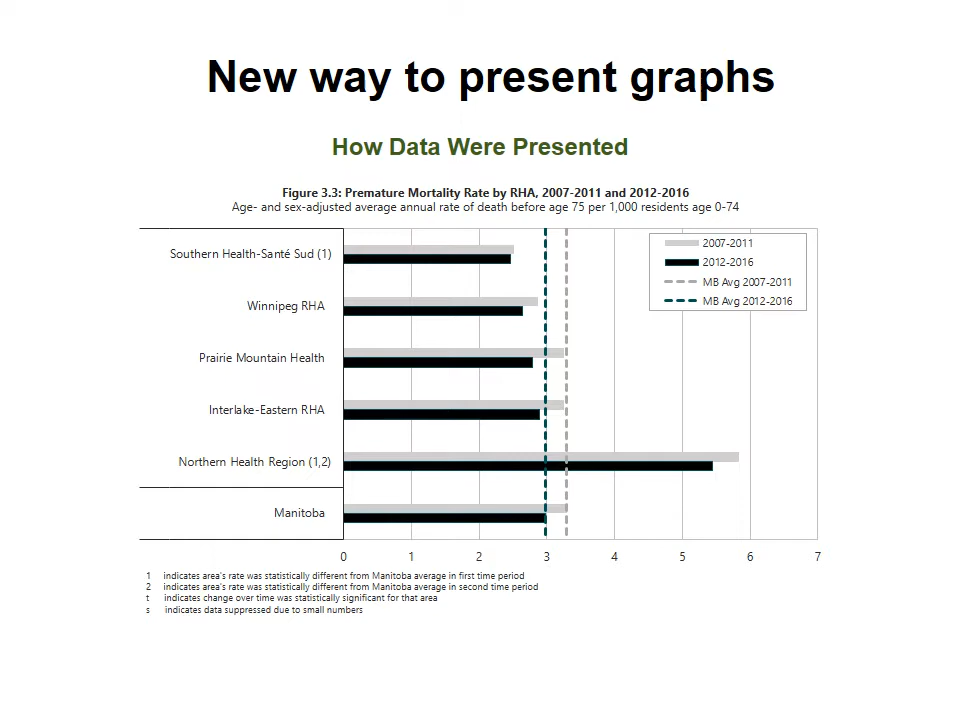 New way to present graphs
How Data Were Presented
Figure 3.3: Premature Mortality Rate by RHA, 2007-2011 and 2012-2016
Age- and sex-adjusted average annual rate of death before age 75 per 1,000 residents age 0-74
Southern Health-Santé Sud (1)
Winnipeg RHA
Prairie Mountain Health
Interlake-Eastern RHA
Northern Health Region (1,2)
Manitoba
2007-2011
2012-2016
MB Avg 2007-2011
MB Avg 2012-2016
0 1 2 3 4 5 6 7
1 indicates area's rate was statistically different from Manitoba average in first time period
2 indicates area's rate was statistically different from Manitoba average in second time period
t indicates change over time was statistically significant for that area
s indicates data suppressed due to small numbers